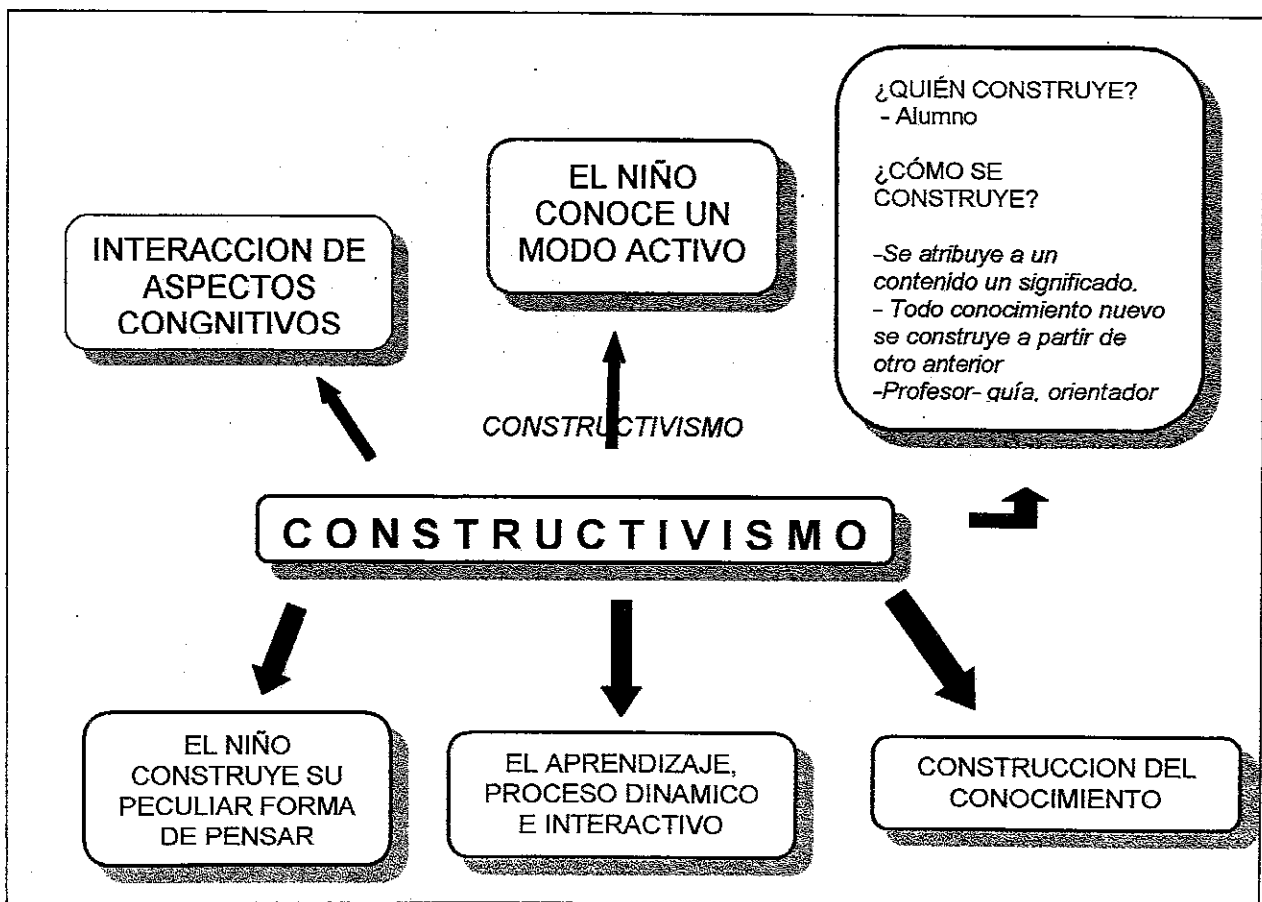 ¿QUIÉN CONSTRUYE?
- Alumno
¿CÓMO SE
CONSTRUYE?
-Se atribuye a un
contenido un significado.
- Todo conocimiento nuevo
se construye a partir de
otro anterior
-Profesor- guía, orientador
EL NIÑO
CONOCE UN
MODO ACTIVO
INTERACCION DE
ASPECTOS
CONGNITIVOS
CONSTRUCTIVISMO
CONSTRUCTIVISMO
EL NIÑO
CONSTRUYE SU
PECULIAR FORMA
DE PENSAR
EL APRENDIZAJE,
PROCESO DINAMICO
E INTERACTIVO
CONSTRUCCION DEL
CONOCIMIENTO